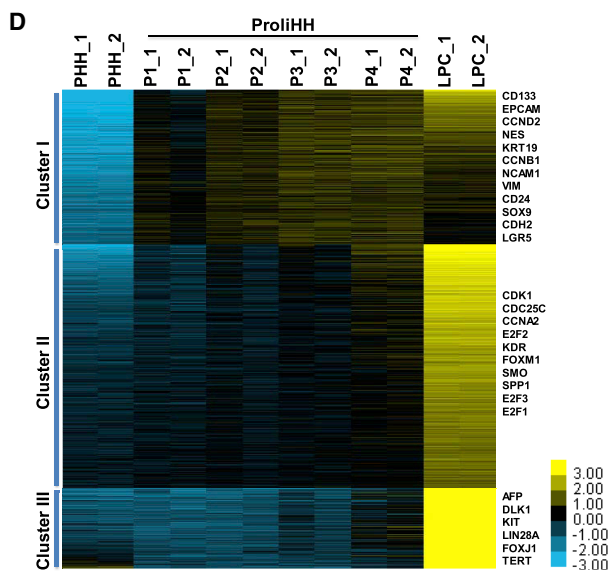 D
ProliHH
PHH_1
PHH_2
P1_1
P1_2
P2_1
P2_2
P3_1
P3_2
P4_1
P4_2
LPC_1
LPC_2
Cluster I
CD133
EPCAM
CCND2
NES
KRT19
CCNB1
NCAM1
VIM
CD24
SOX9
CDH2
LGR5
Cluster II
CDK1
CDC25C
CCNA2
E2F2
KDR
FOXM1
SMO
SPP1
E2F3
E2F1
Cluster III
AFP
DLK1
KIT
LIN28A
FOXJ1
TERT
3.00
2.00
1.00
0.00
-1.00
-2.00
-3.00